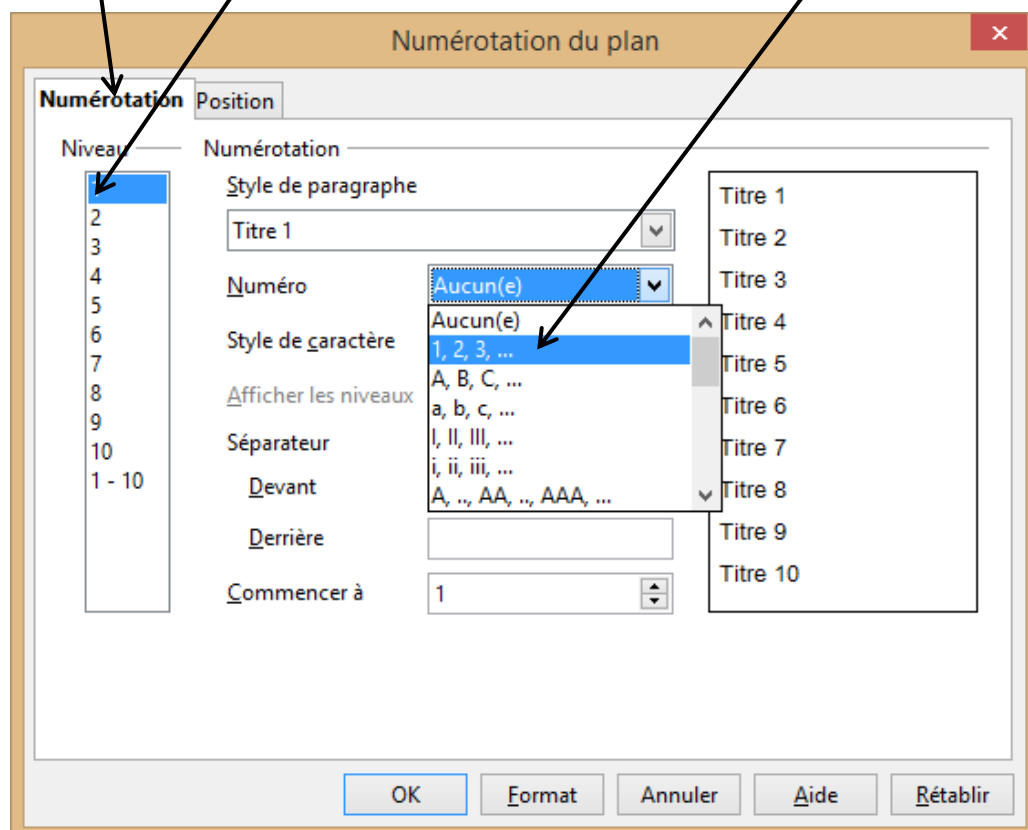 Numérotation du plan
×
Numérotation Position
Niveau Numérotation
Style de paragraphe
Titre 1
Numéro Aucun(e)
Aucun(e)
1, 2, 3, ...
A, B, C, ...
a, b, c, ...
I, II, III, ...
i, ii, iii, ...
A, .., AA, .., AAA, ...
Style de caractère
Afficher les niveaux
Séparateur
Devant
Derrière
Commencer à 1
2
3
4
5
6
7
8
9
10
1 - 10
Titre 1
Titre 2
Titre 3
Titre 4
Titre 5
Titre 6
Titre 7
Titre 8
Titre 9
Titre 10
OK Format Annuler Aide Rétablir